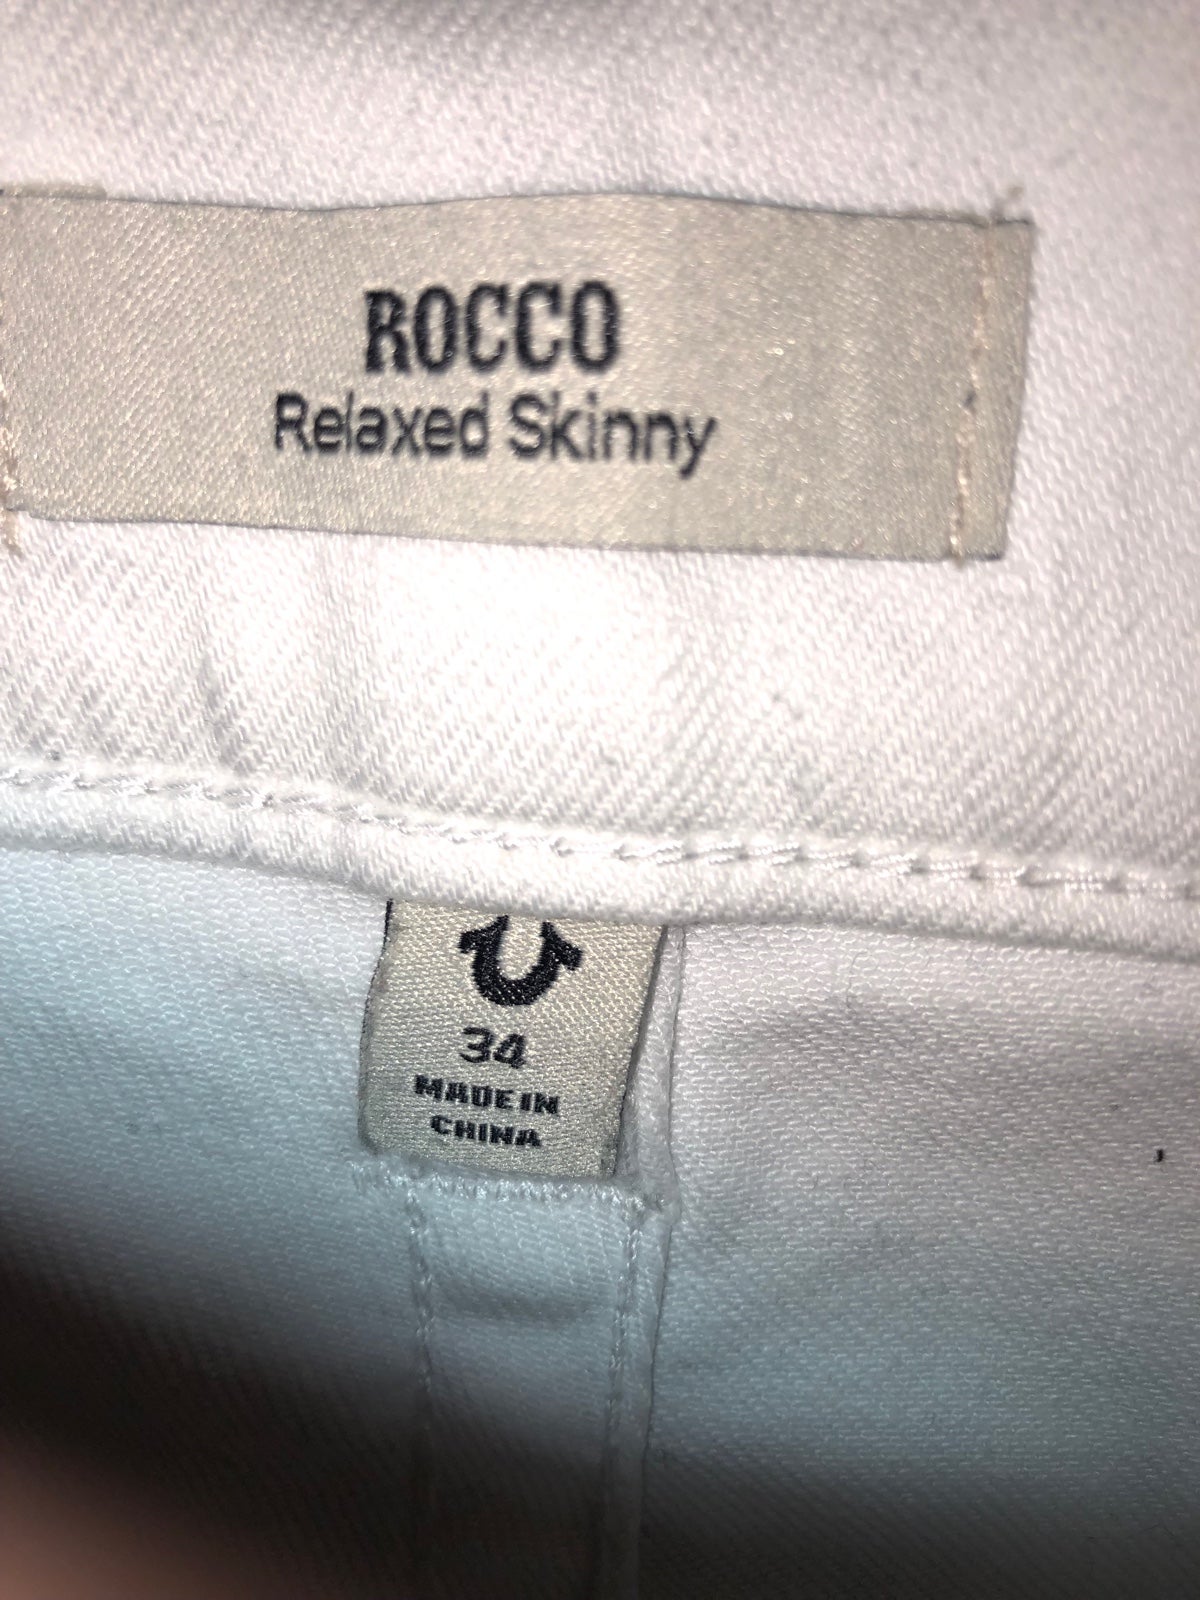 ROCCO
Relaxed Skinny
34
MADE IN
CHINA